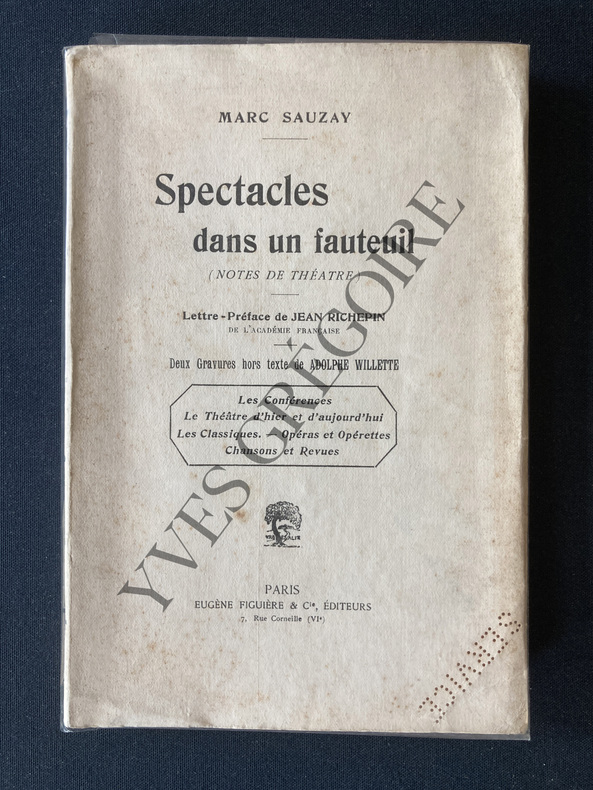 MARC SAUZAY
Spectacles
dans un fauteuil
(NOTES DE THÉATRE)
Lettre-Préface de JEAN RICHEPIN
DE L'ACADÉMIE FRANÇAISE
Deux Gravures hors texte de ADOLPHE WILLETTE
Les Conférences
Le Théâtre d'hier et d'aujourd'hui
Les Classiques. — Opéras et Opérettes
Chansons et Revues
PARIS
EUGÈNE FIGUIÈRE & Cie, ÉDITEURS
7, Rue Corneille (VIe)
SERVICE
YVES GRÉGOIRE